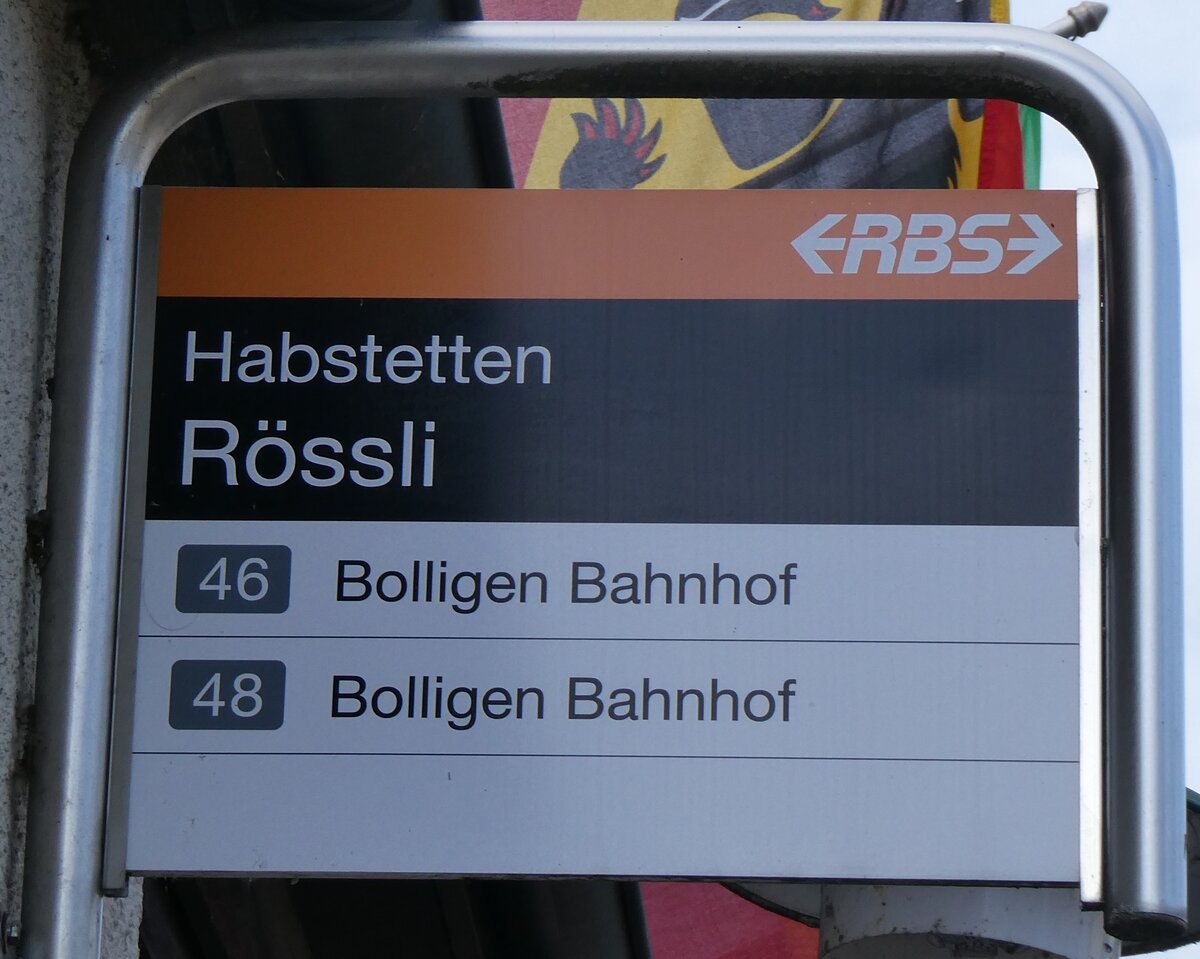 RBS
Habstetten
Rössli
46 Bolligen Bahnhof
48 Bolligen Bahnhof